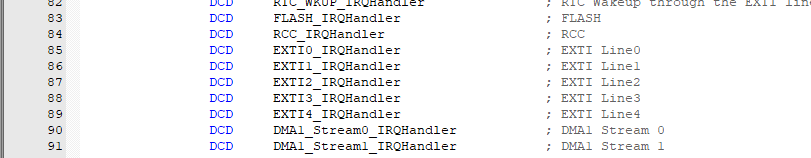 82 DCD RTC_WKUP_IRQHandler ; RTC Wakeup through the EXTI line
83 DCD FLASH_IRQHandler ; FLASH
84 DCD RCC_IRQHandler ; RCC
85 DCD EXTI0_IRQHandler ; EXTI Line0
86 DCD EXTI1_IRQHandler ; EXTI Line1
87 DCD EXTI2_IRQHandler ; EXTI Line2
88 DCD EXTI3_IRQHandler ; EXTI Line3
89 DCD EXTI4_IRQHandler ; EXTI Line4
90 DCD DMA1_Stream0_IRQHandler ; DMA1 Stream 0
91 DCD DMA1_Stream1_IRQHandler ; DMA1 Stream 1